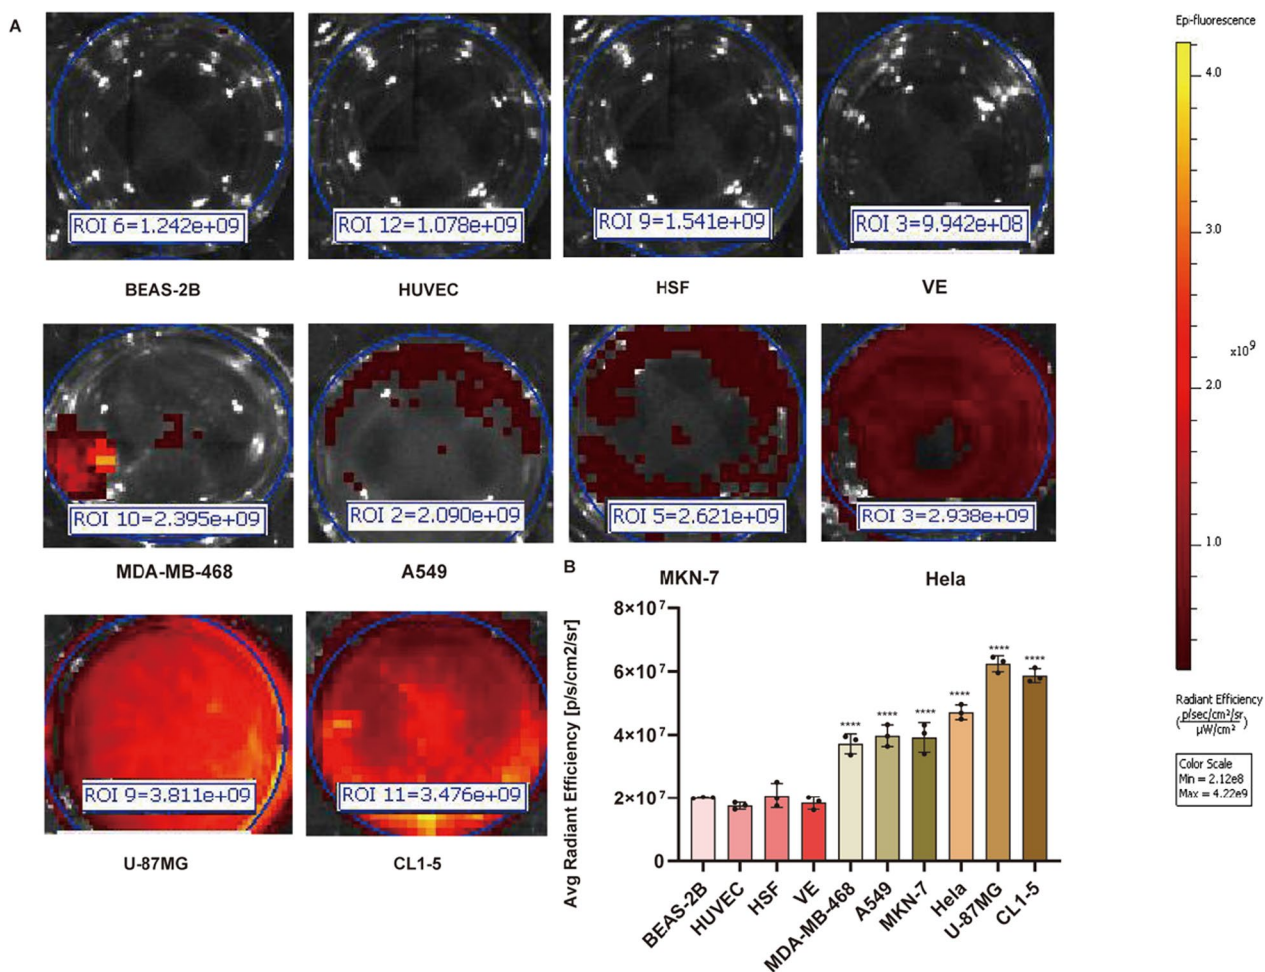 A
ROI 6=1.242e+09
ROI 12=1.078e+09
ROI 9=1.541e+09
ROI 3=9.942e+08
BEAS-2B
HUVEC
HSF
VE
ROI 10=2.395e+09
ROI 2=2.090e+09
ROI 5=2.621e+09
ROI 3=2.938e+09
MDA-MB-468
A549
MKN-7
Hela
ROI 9=3.811e+09
ROI 11=3.476e+09
U-87MG
CL1-5
B
Avg Radiant Efficiency [p/s/cm2/sr]
8×10⁷
6×10⁷
4×10⁷
2×10⁷
0
****
****
****
****
****
****
BEAS-2B
HUVEC
HSF
VE
MDA-MB-468
A549
MKN-7
Hela
U-87MG
CL1-5
Ep-fluorescence
4.0
3.0
x10⁹
2.0
1.0
Radiant Efficiency
(p/sec/cm²/sr
µW/cm²)
Color Scale
Min = 2.12e8
Max = 4.22e9